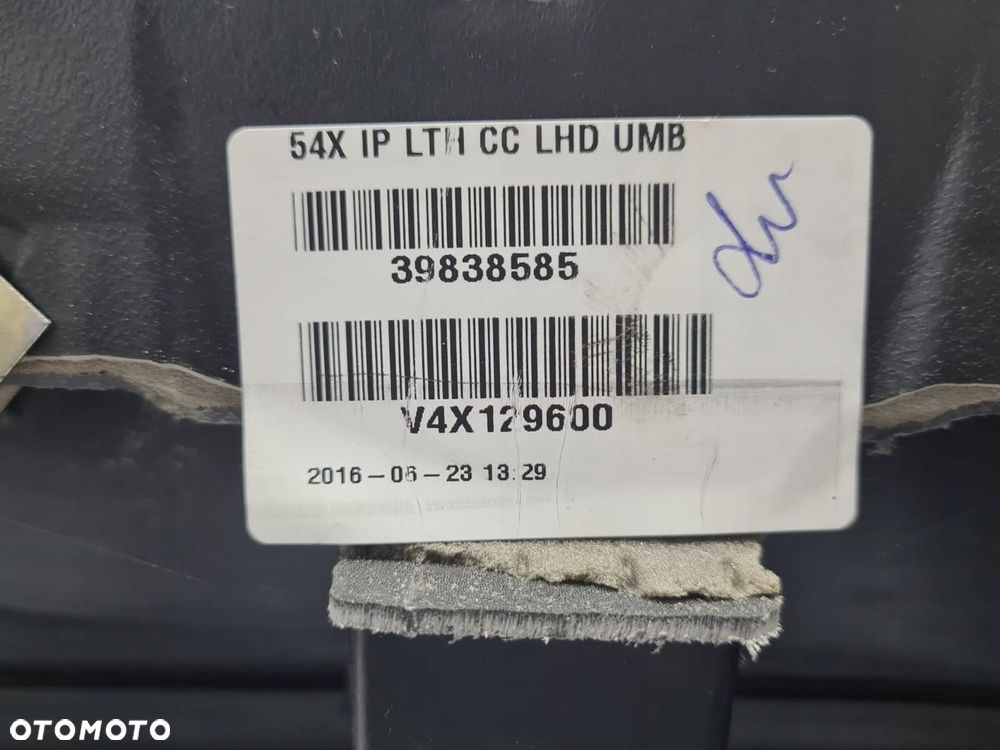 54X IP LTH CC LHD UMB
39838585
V4X129600
2016-06-23 13:29
OTOMOTO